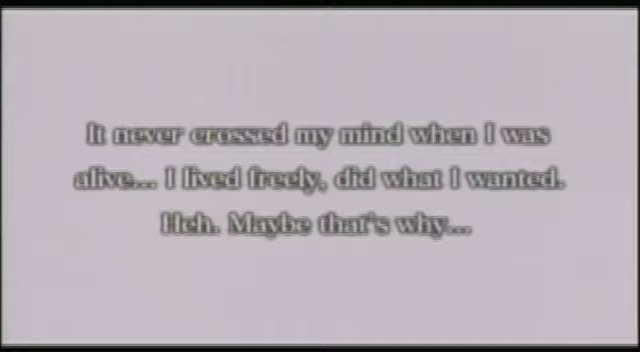 It never crossed my mind when I was
alive... I lived freely, did what I wanted.
Heh. Maybe that's why...